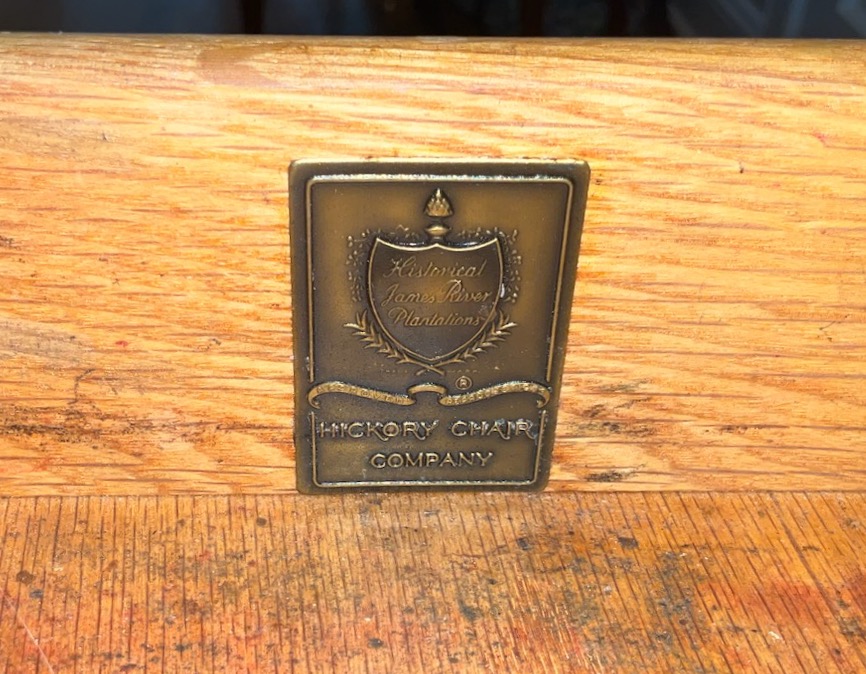 Historical
James River
Plantations
®
HICKORY CHAIR
COMPANY